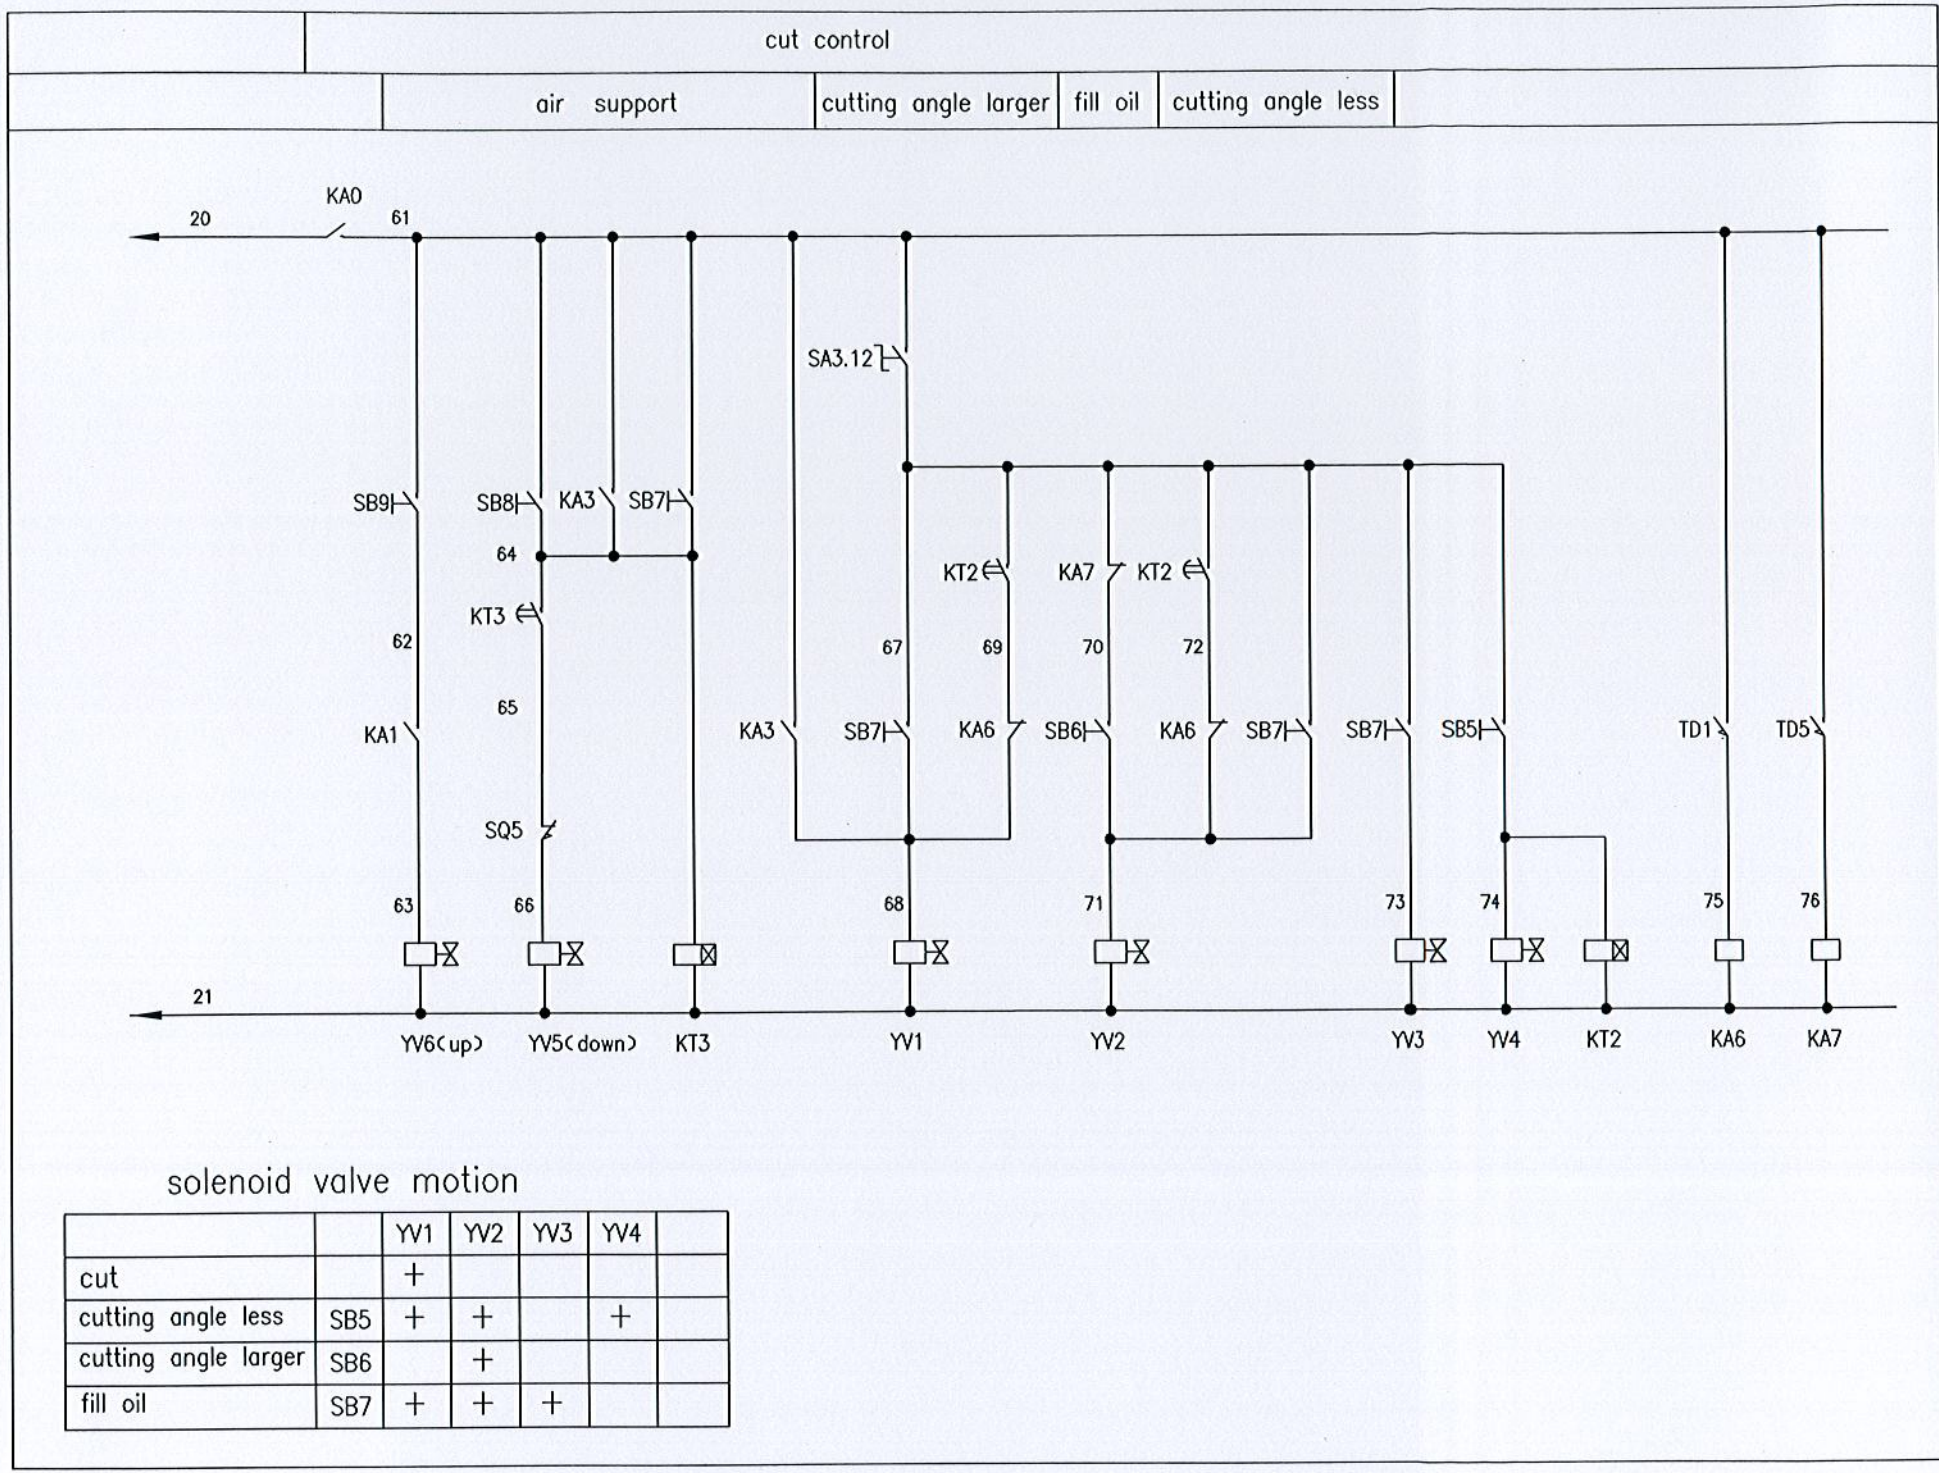 cut control
air support
cutting angle larger
fill oil
cutting angle less
KA0
20
61
SA3.12
SB9
SB8
KA3
SB7
64
KT2
KA7
KT2
KT3
62
67
69
70
72
65
KA1
KA3
SB7
KA6
SB6
KA6
SB7
SB7
SB5
TD1
TD5
SQ5
63
66
68
71
73
74
75
76
21
YV6(up)
YV5(down)
KT3
YV1
YV2
YV3
YV4
KT2
KA6
KA7
solenoid valve motion
YV1 YV2 YV3 YV4
cut +
cutting angle less SB5 + + +
cutting angle larger SB6 +
fill oil SB7 + + +